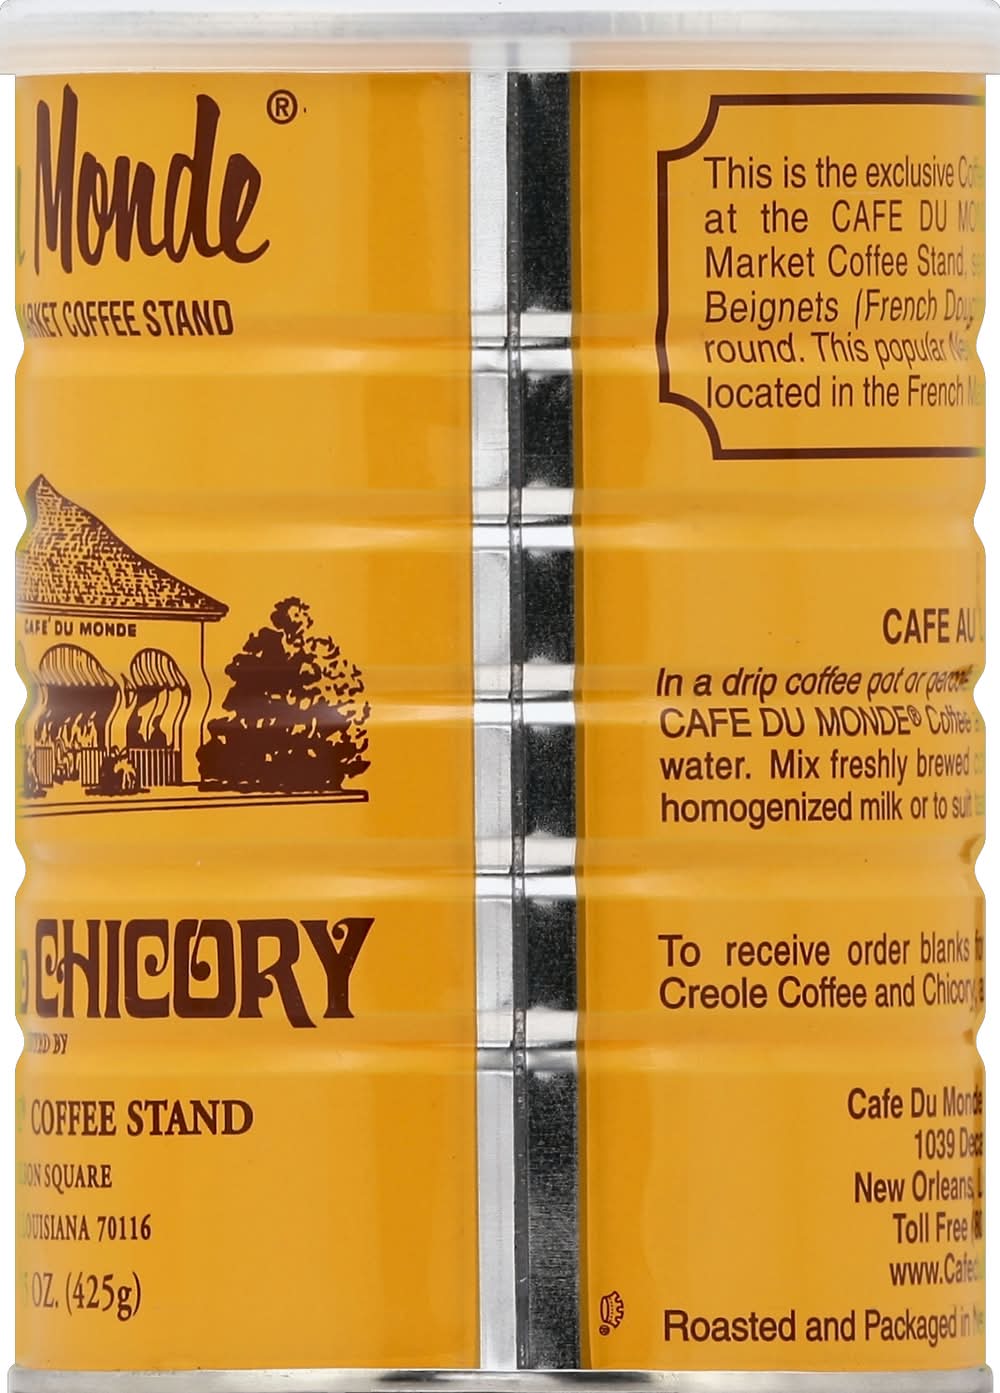 Monde®
MARKET COFFEE STAND
CAFE DU MONDE
CHICORY
BY
COFFEE STAND
SQUARE
LOUISIANA 70116
OZ. (425g)
This is the exclusive
at the CAFE DU
Market Coffee Stand,
Beignets (French
round. This popular
located in the French
CAFE AU
In a drip coffee pot or
CAFE DU MONDE® Coffee
water. Mix freshly brewed
homogenized milk or to suit
To receive order blanks
Creole Coffee and Chicory,
Cafe Du Monde
1039
New Orleans,
Toll Free
www.
Roasted and Packaged in